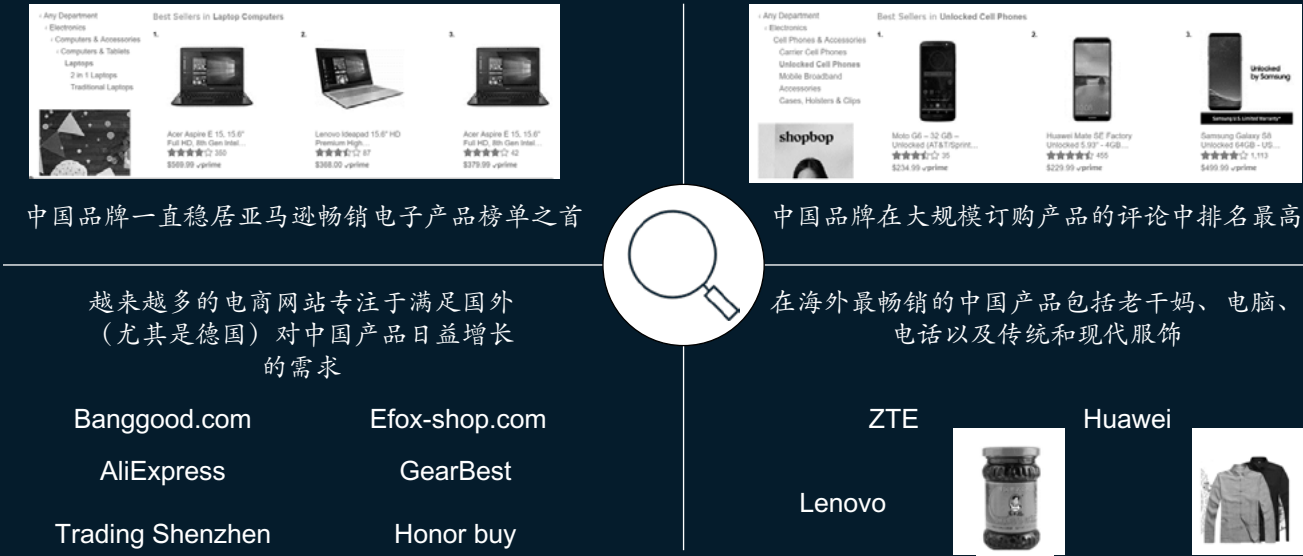 ‹ Any Department
‹ Electronics
‹ Computers & Accessories
‹ Computers & Tablets
Laptops
2 in 1 Laptops
Traditional Laptops
Best Sellers in Laptop Computers
1.
2.
3.
Acer Aspire E 15, 15.6"
Full HD, 8th Gen Intel...
350
$569.99 prime
Lenovo Ideapad 15.6" HD
Premium High...
87
$368.00 prime
Acer Aspire E 15, 15.6"
Full HD, 8th Gen Intel...
42
$379.99 prime
中国品牌一直稳居亚马逊畅销电子产品榜单之首
‹ Any Department
‹ Electronics
Cell Phones & Accessories
Carrier Cell Phones
Unlocked Cell Phones
Mobile Broadband
Accessories
Cases, Holsters & Clips
shopbop
Best Sellers in Unlocked Cell Phones
1.
2.
3.
Unlocked
by Samsung
Samsung U.S. Limited Warranty*
Moto G6 – 32 GB –
Unlocked (AT&T/Sprint...
35
$234.99 prime
Huawei Mate SE Factory
Unlocked 5.93" - 4GB...
455
$229.99 prime
Samsung Galaxy S8
Unlocked 64GB - US...
1,113
$499.99 prime
中国品牌在大规模订购产品的评论中排名最高
越来越多的电商网站专注于满足国外
（尤其是德国）对中国产品日益增长
的需求
Banggood.com
Efox-shop.com
AliExpress
GearBest
Trading Shenzhen
Honor buy
在海外最畅销的中国产品包括老干妈、电脑、
电话以及传统和现代服饰
ZTE
Huawei
Lenovo